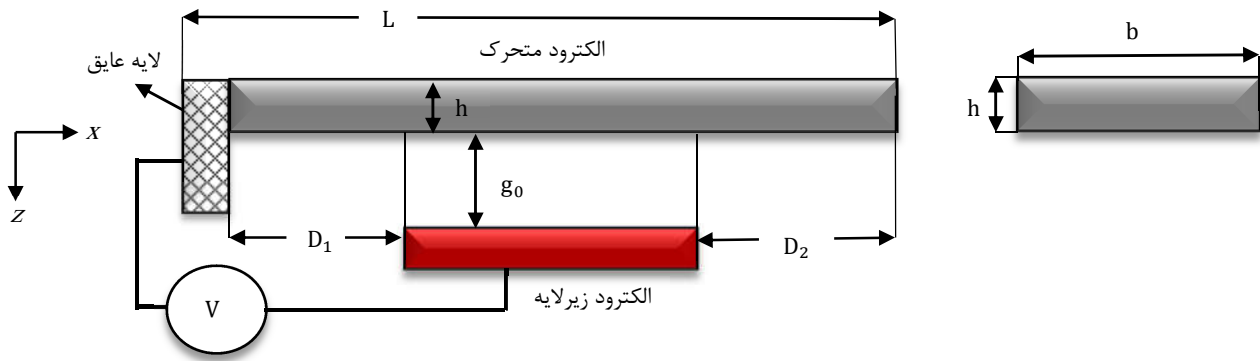 L
b
الکترود متحرک
لایه عایق
h
h
x
g₀
z
D₁
D₂
الکترود زیرلایه
V